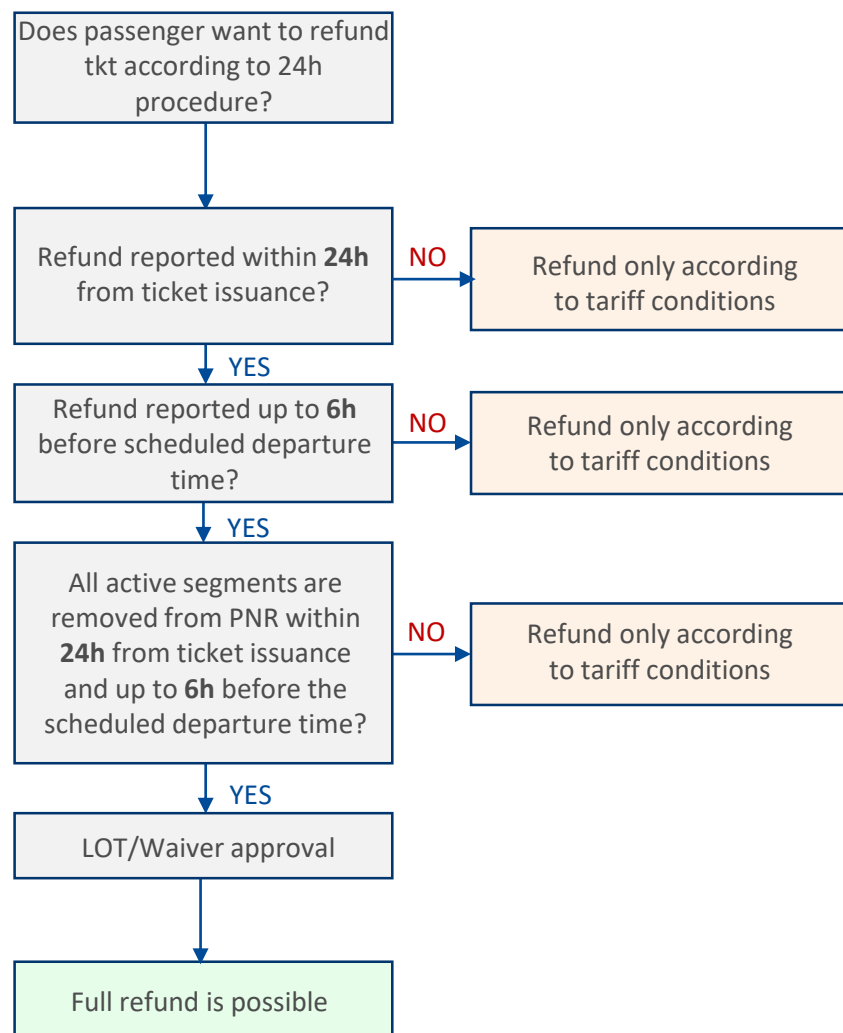 Does passenger want to refund
tkt according to 24h
procedure?
Refund reported within 24h
from ticket issuance?
NO
Refund only according
to tariff conditions
YES
Refund reported up to 6h
before scheduled departure
time?
NO
Refund only according
to tariff conditions
YES
All active segments are
removed from PNR within
24h from ticket issuance
and up to 6h before the
scheduled departure time?
NO
Refund only according
to tariff conditions
YES
LOT/Waiver approval
Full refund is possible